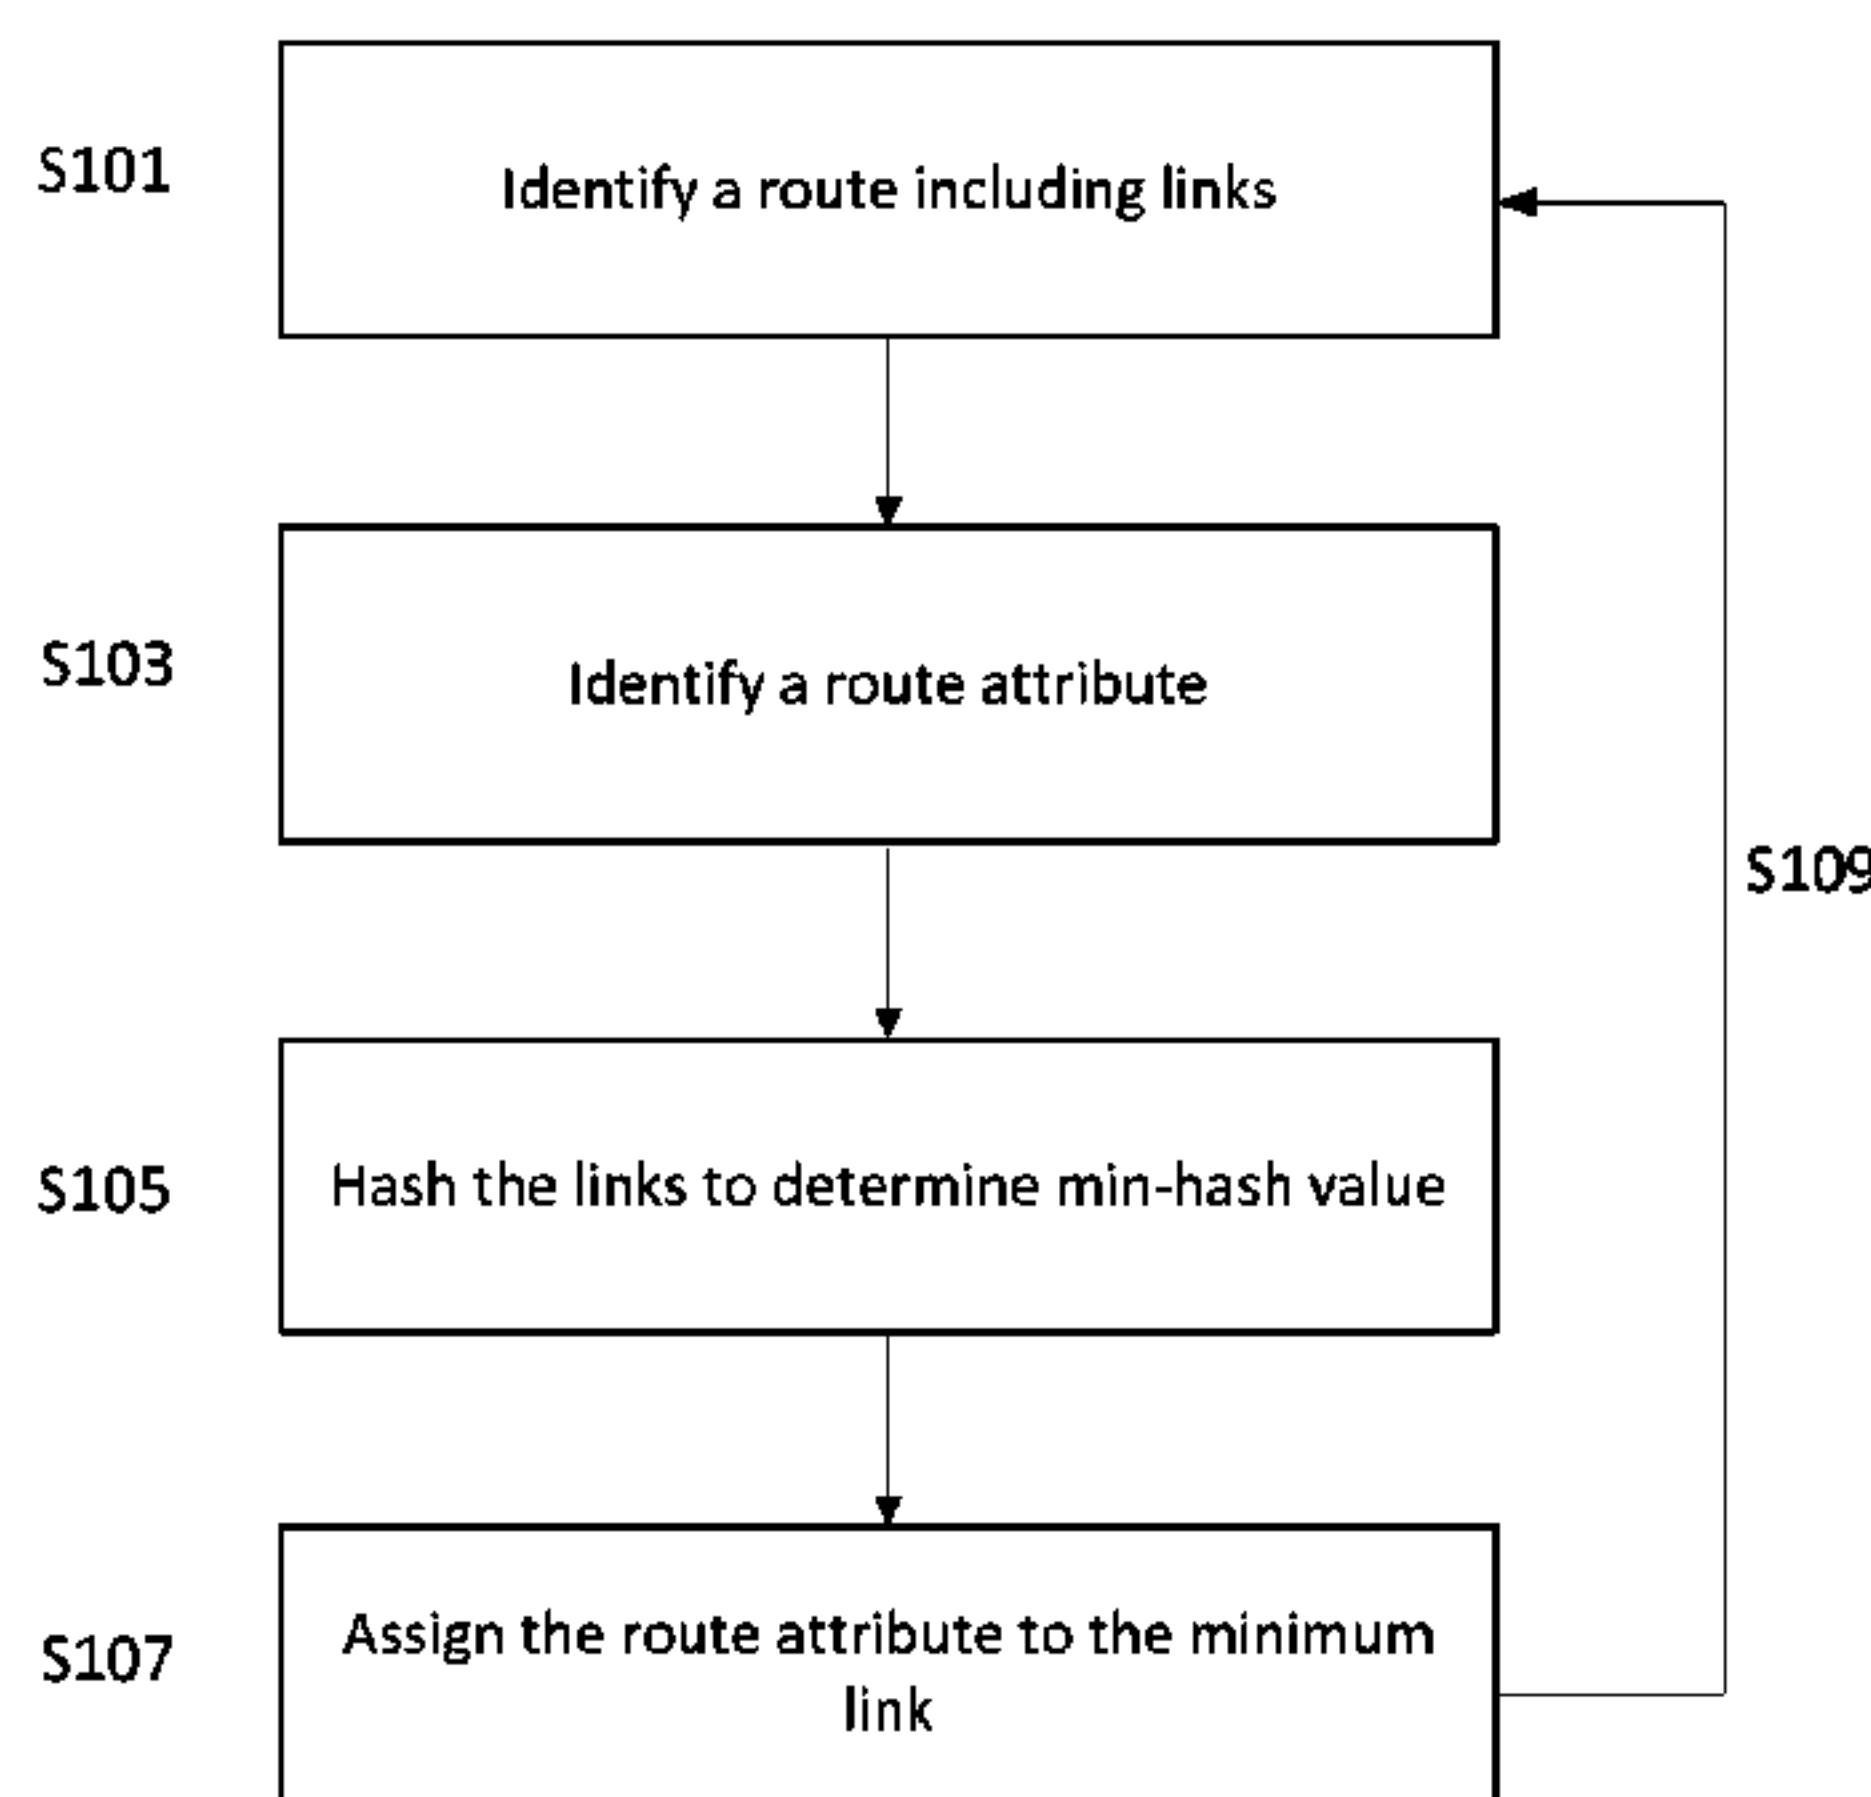 S101
Identify a route including links
S103
Identify a route attribute
S109
S105
Hash the links to determine min-hash value
S107
Assign the route attribute to the minimum
link